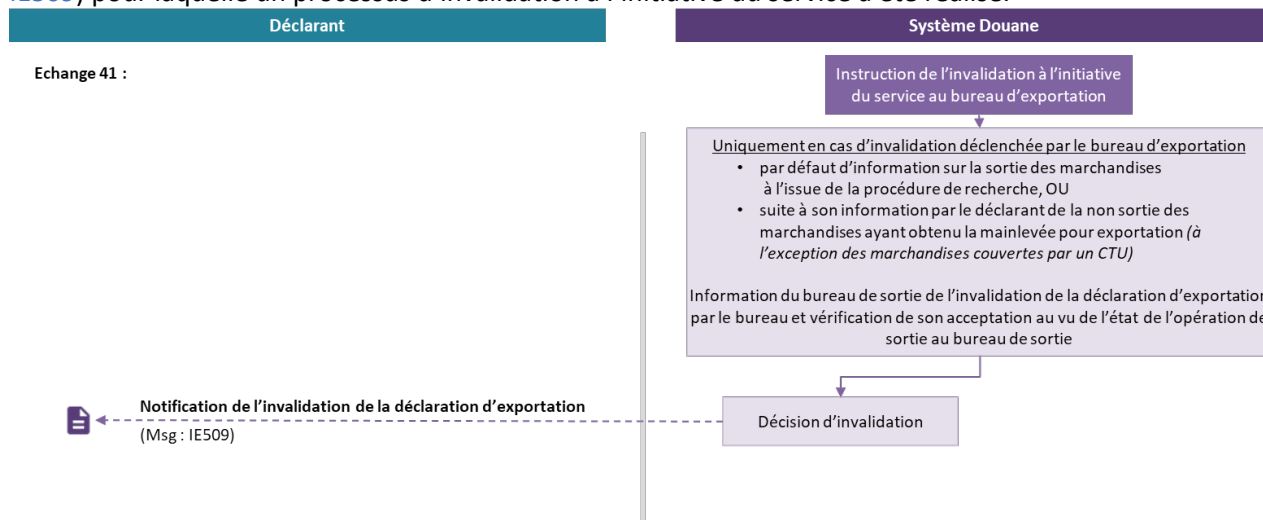 IE509) pour laquelle un processus d'invalidation à l'initiative du service a été réalisé.
Déclarant
Système Douane
Echange 41 :
Instruction de l'invalidation à l'initiative
du service au bureau d'exportation
Uniquement en cas d'invalidation déclenchée par le bureau d'exportation
• par défaut d'information sur la sortie des marchandises
à l'issue de la procédure de recherche, OU
• suite à son information par le déclarant de la non sortie des
marchandises ayant obtenu la mainlevée pour exportation (à
l'exception des marchandises couvertes par un CTU)
Information du bureau de sortie de l'invalidation de la déclaration d'exportation
par le bureau et vérification de son acceptation au vu de l'état de l'opération de
sortie au bureau de sortie
Notification de l'invalidation de la déclaration d'exportation
(Msg : IE509)
Décision d'invalidation